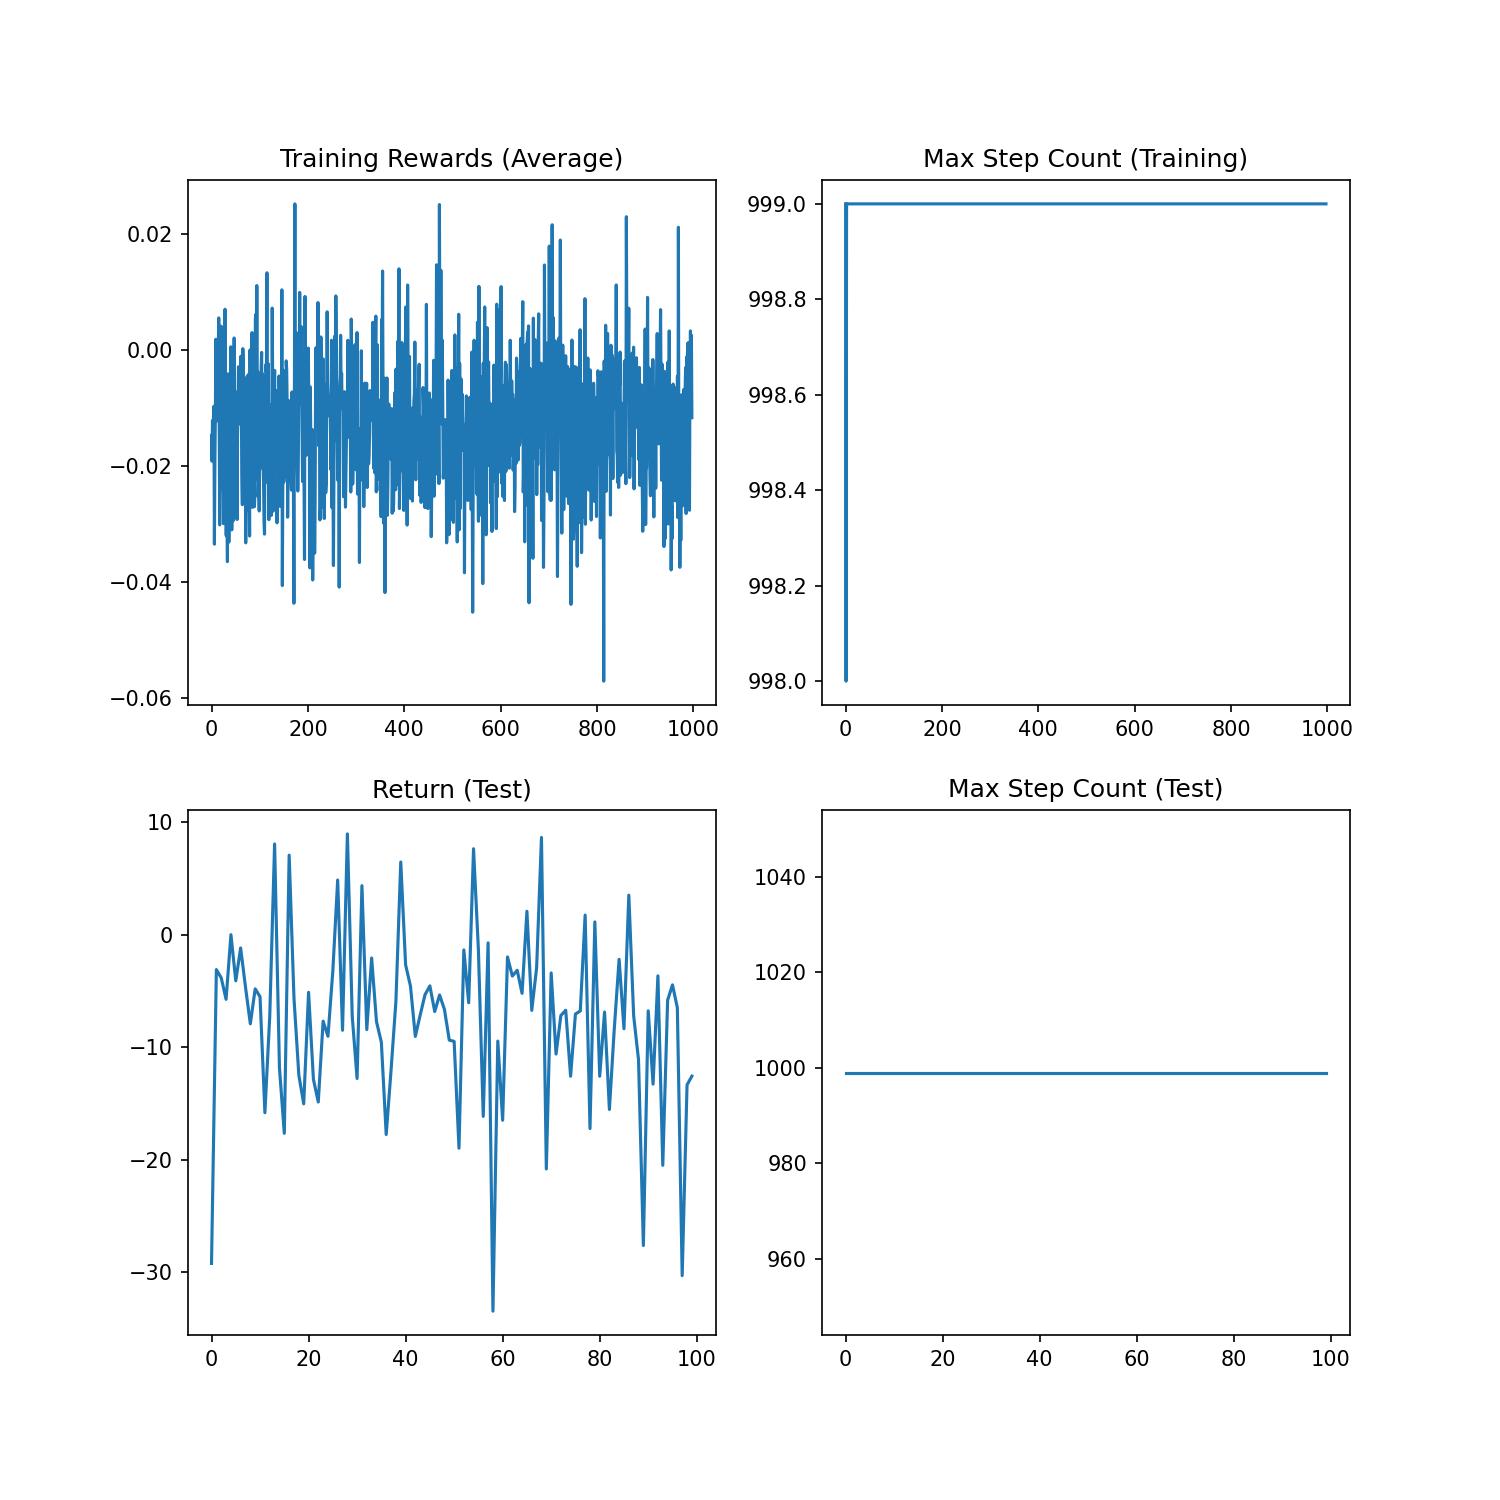 Training Rewards (Average)
0.02
0.00
−0.02
−0.04
−0.06
0 200 400 600 800 1000
Max Step Count (Training)
999.0
998.8
998.6
998.4
998.2
998.0
0 200 400 600 800 1000
Return (Test)
10
0
−10
−20
−30
0 20 40 60 80 100
Max Step Count (Test)
1040
1020
1000
980
960
0 20 40 60 80 100